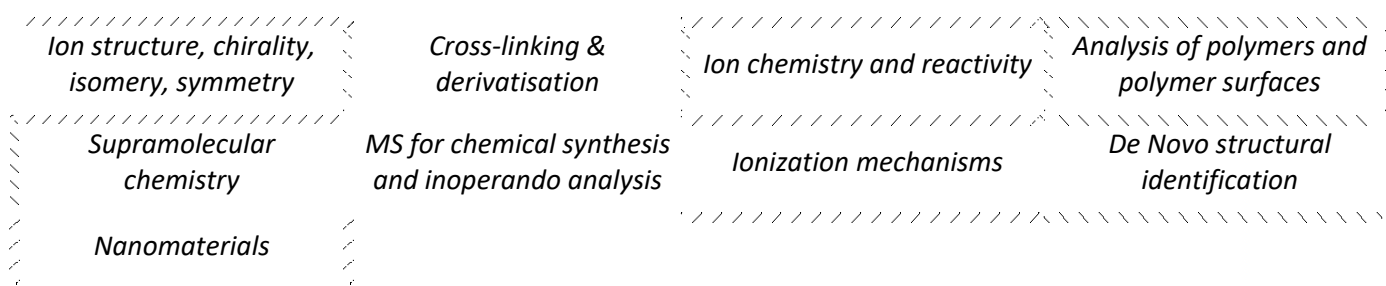 Ion structure, chirality,
isomery, symmetry
Cross-linking &
derivatisation
Ion chemistry and reactivity
Analysis of polymers and
polymer surfaces
Supramolecular
chemistry
MS for chemical synthesis
and inoperando analysis
Ionization mechanisms
De Novo structural
identification
Nanomaterials